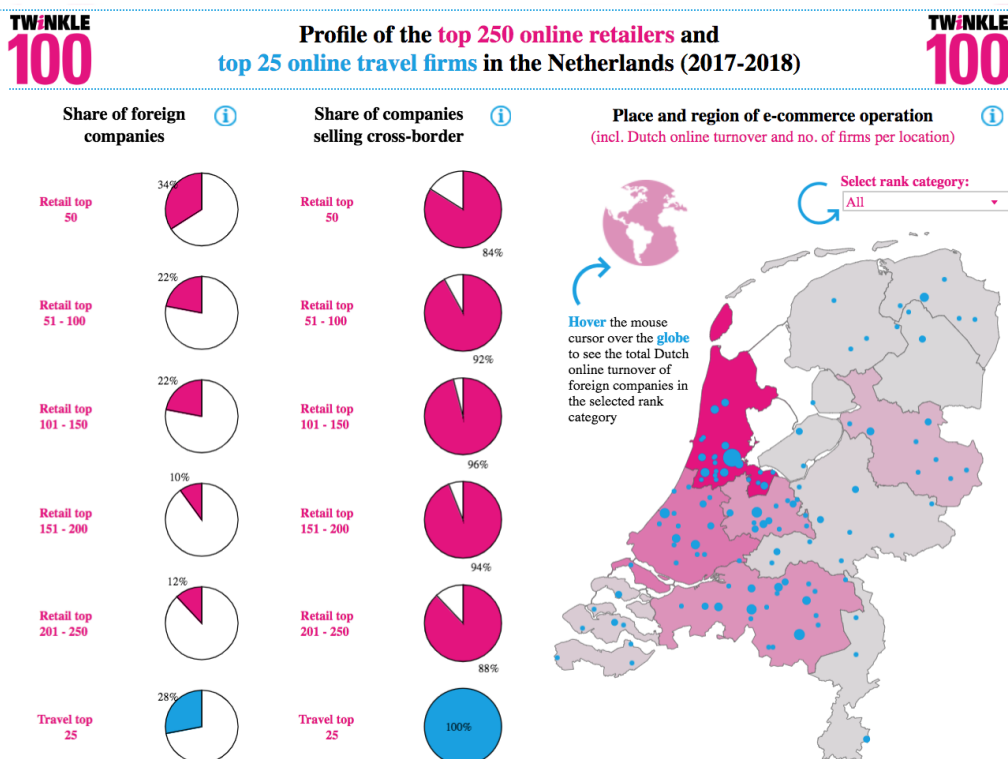 TWiNKLE
100
Profile of the top 250 online retailers and
top 25 online travel firms in the Netherlands (2017-2018)
TWiNKLE
100
Share of foreign
companies
i
Share of companies
selling cross-border
i
Place and region of e-commerce operation
(incl. Dutch online turnover and no. of firms per location)
i
Retail top
50
34%
Retail top
50
84%
Retail top
51 - 100
22%
Retail top
51 - 100
92%
Retail top
101 - 150
22%
Retail top
101 - 150
96%
Retail top
151 - 200
10%
Retail top
151 - 200
94%
Retail top
201 - 250
12%
Retail top
201 - 250
88%
Travel top
25
28%
Travel top
25
100%
Select rank category:
All
Hover the mouse
cursor over the globe
to see the total Dutch
online turnover of
foreign companies in
the selected rank
category